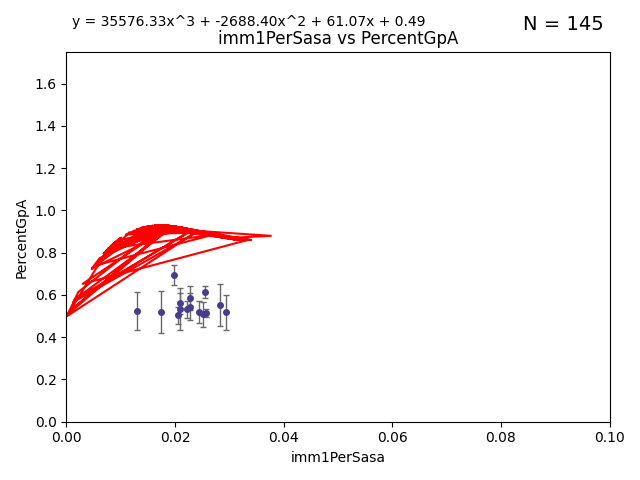 y = 35576.33x^3 + -2688.40x^2 + 61.07x + 0.49
N = 145
imm1PerSasa vs PercentGpA
PercentGpA
1.6
1.4
1.2
1.0
0.8
0.6
0.4
0.2
0.0
0.00 0.02 0.04 0.06 0.08 0.10
imm1PerSasa